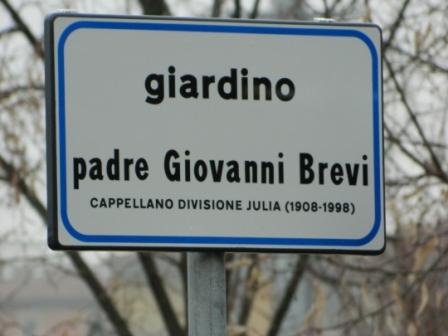 giardino
padre Giovanni Brevi
CAPPELLANO DIVISIONE JULIA (1908-1998)